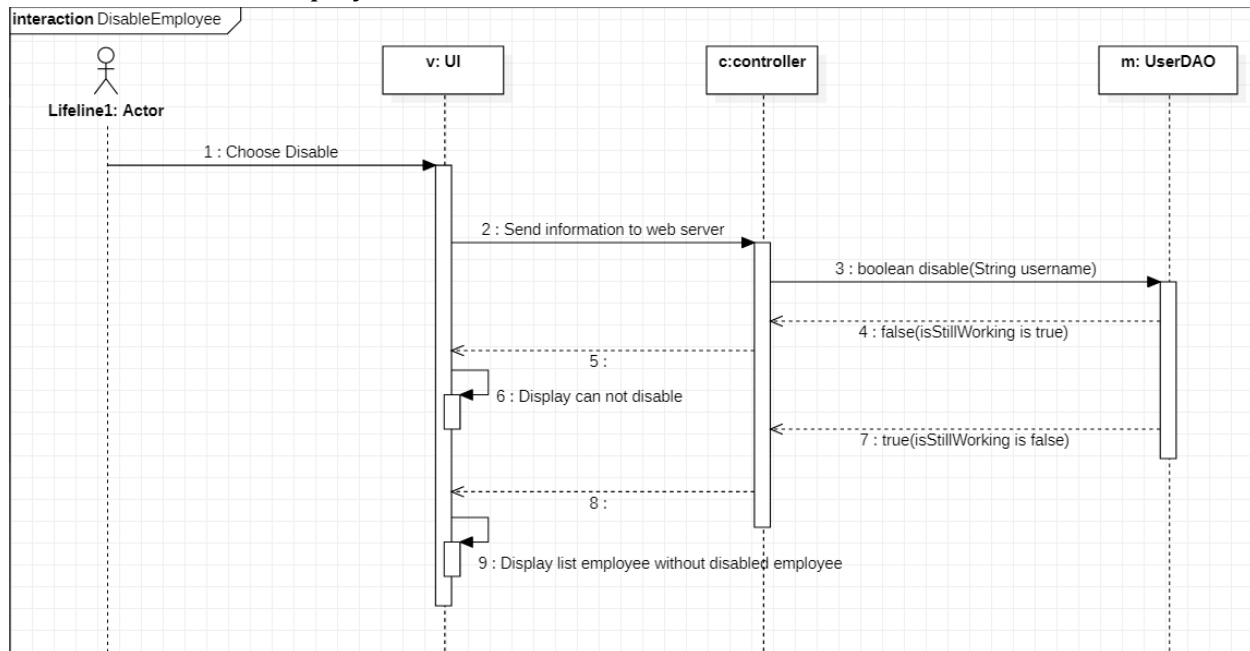 interaction DisableEmployee
Lifeline1: Actor
v: UI
c:controller
m: UserDAO
1 : Choose Disable
2 : Send information to web server
3 : boolean disable(String username)
4 : false(isStillWorking is true)
5 :
6 : Display can not disable
7 : true(isStillWorking is false)
8 :
9 : Display list employee without disabled employee